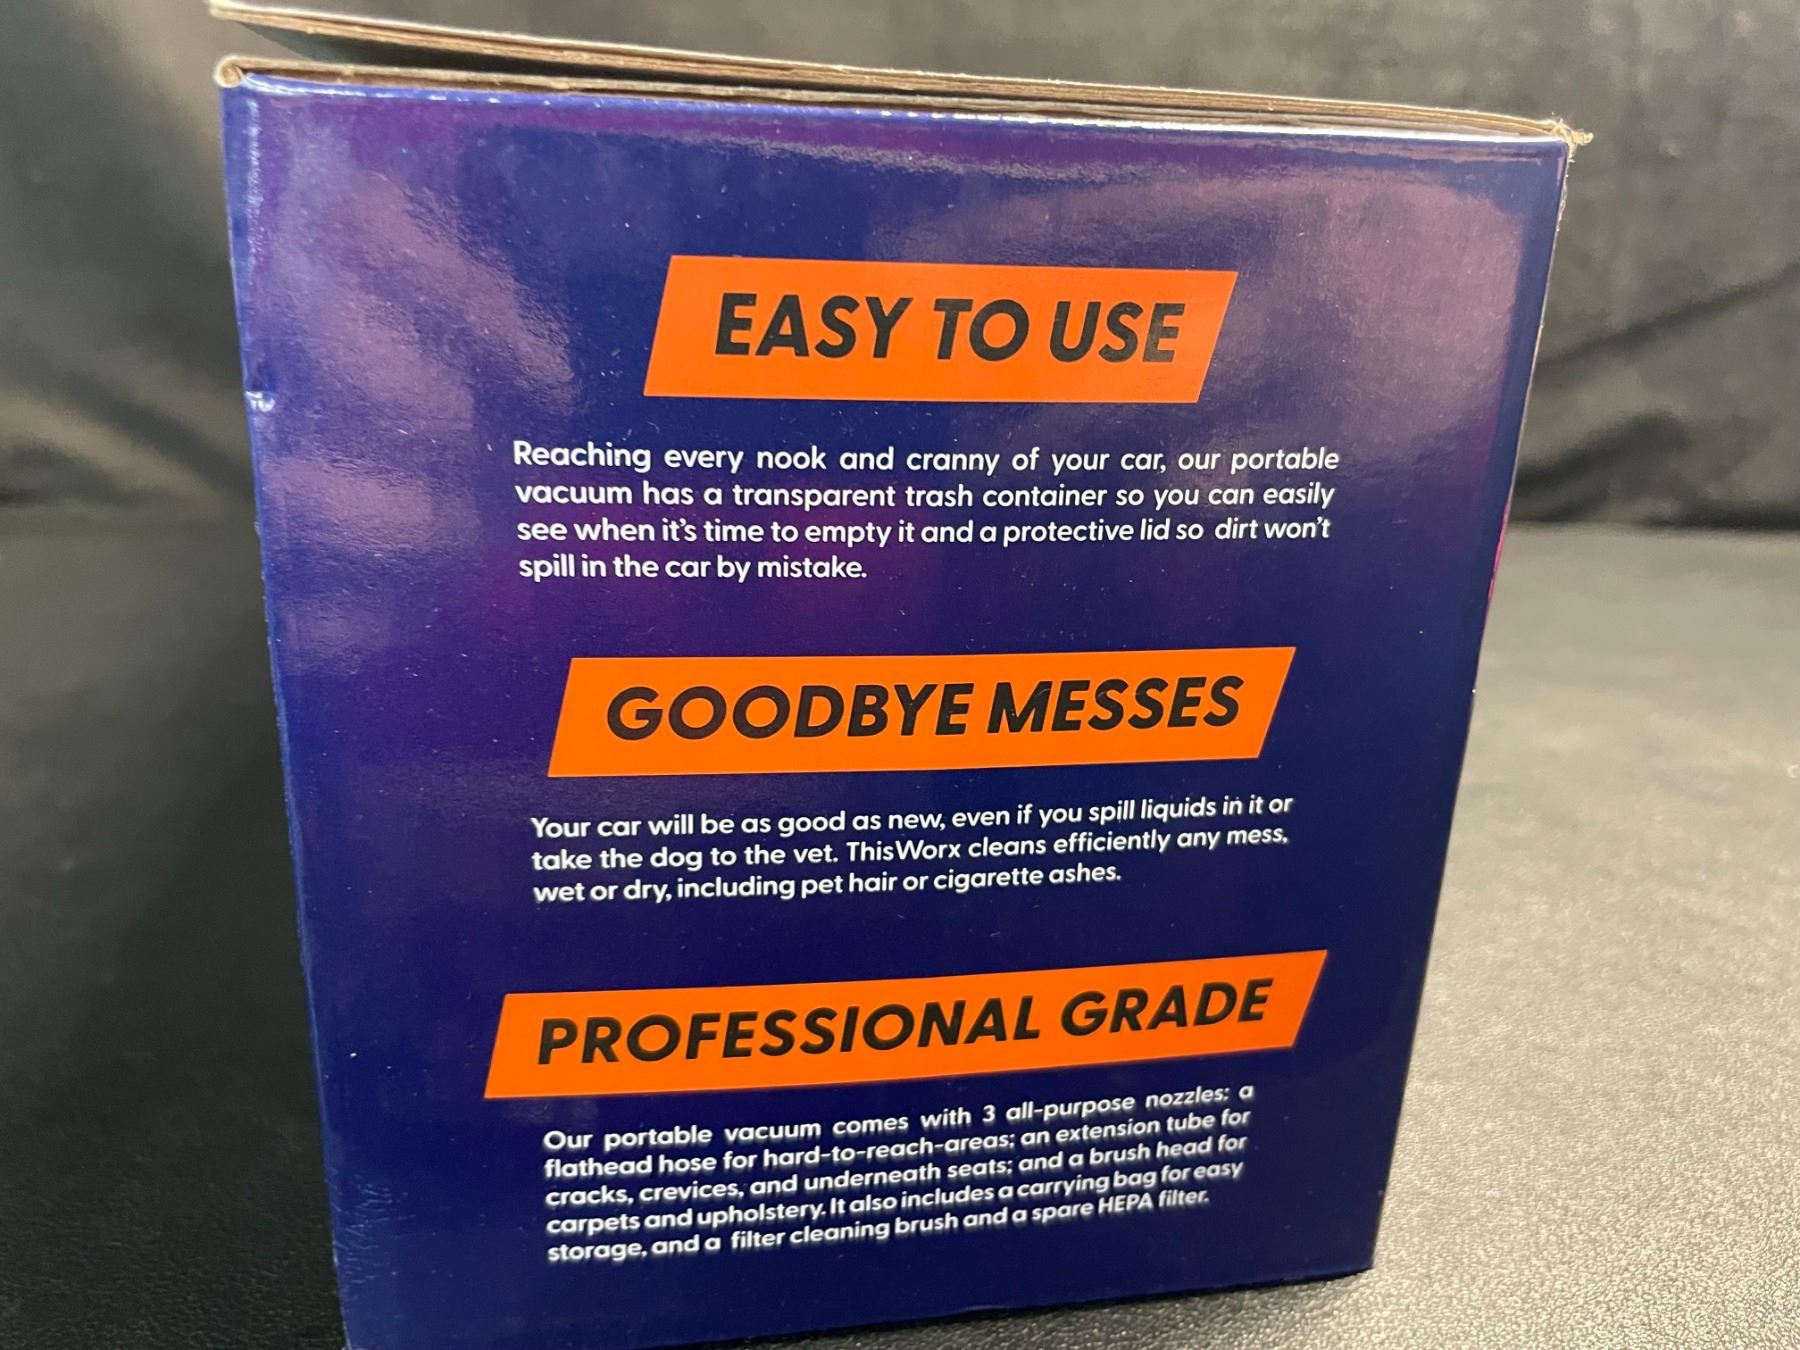 EASY TO USE
Reaching every nook and cranny of your car, our portable
vacuum has a transparent trash container so you can easily
see when it's time to empty it and a protective lid so dirt won't
spill in the car by mistake.
GOODBYE MESSES
Your car will be as good as new, even if you spill liquids in it or
take the dog to the vet. ThisWorx cleans efficiently any mess,
wet or dry, including pet hair or cigarette ashes.
PROFESSIONAL GRADE
Our portable vacuum comes with 3 all-purpose nozzles: a
flathead hose for hard-to-reach-areas; an extension tube for
cracks, crevices, and underneath seats; and a brush head for
carpets and upholstery. It also includes a carrying bag for easy
storage, and a filter cleaning brush and a spare HEPA filter.